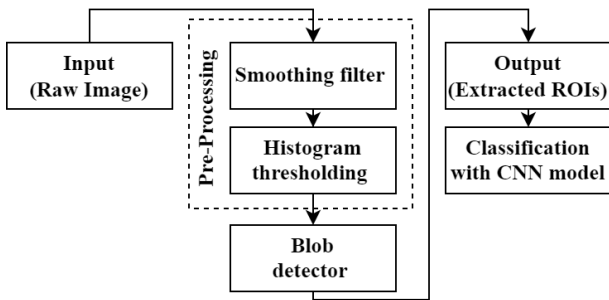 Input
(Raw Image)
Pre-Processing
Smoothing filter
Histogram
thresholding
Blob
detector
Output
(Extracted ROIs)
Classification
with CNN model